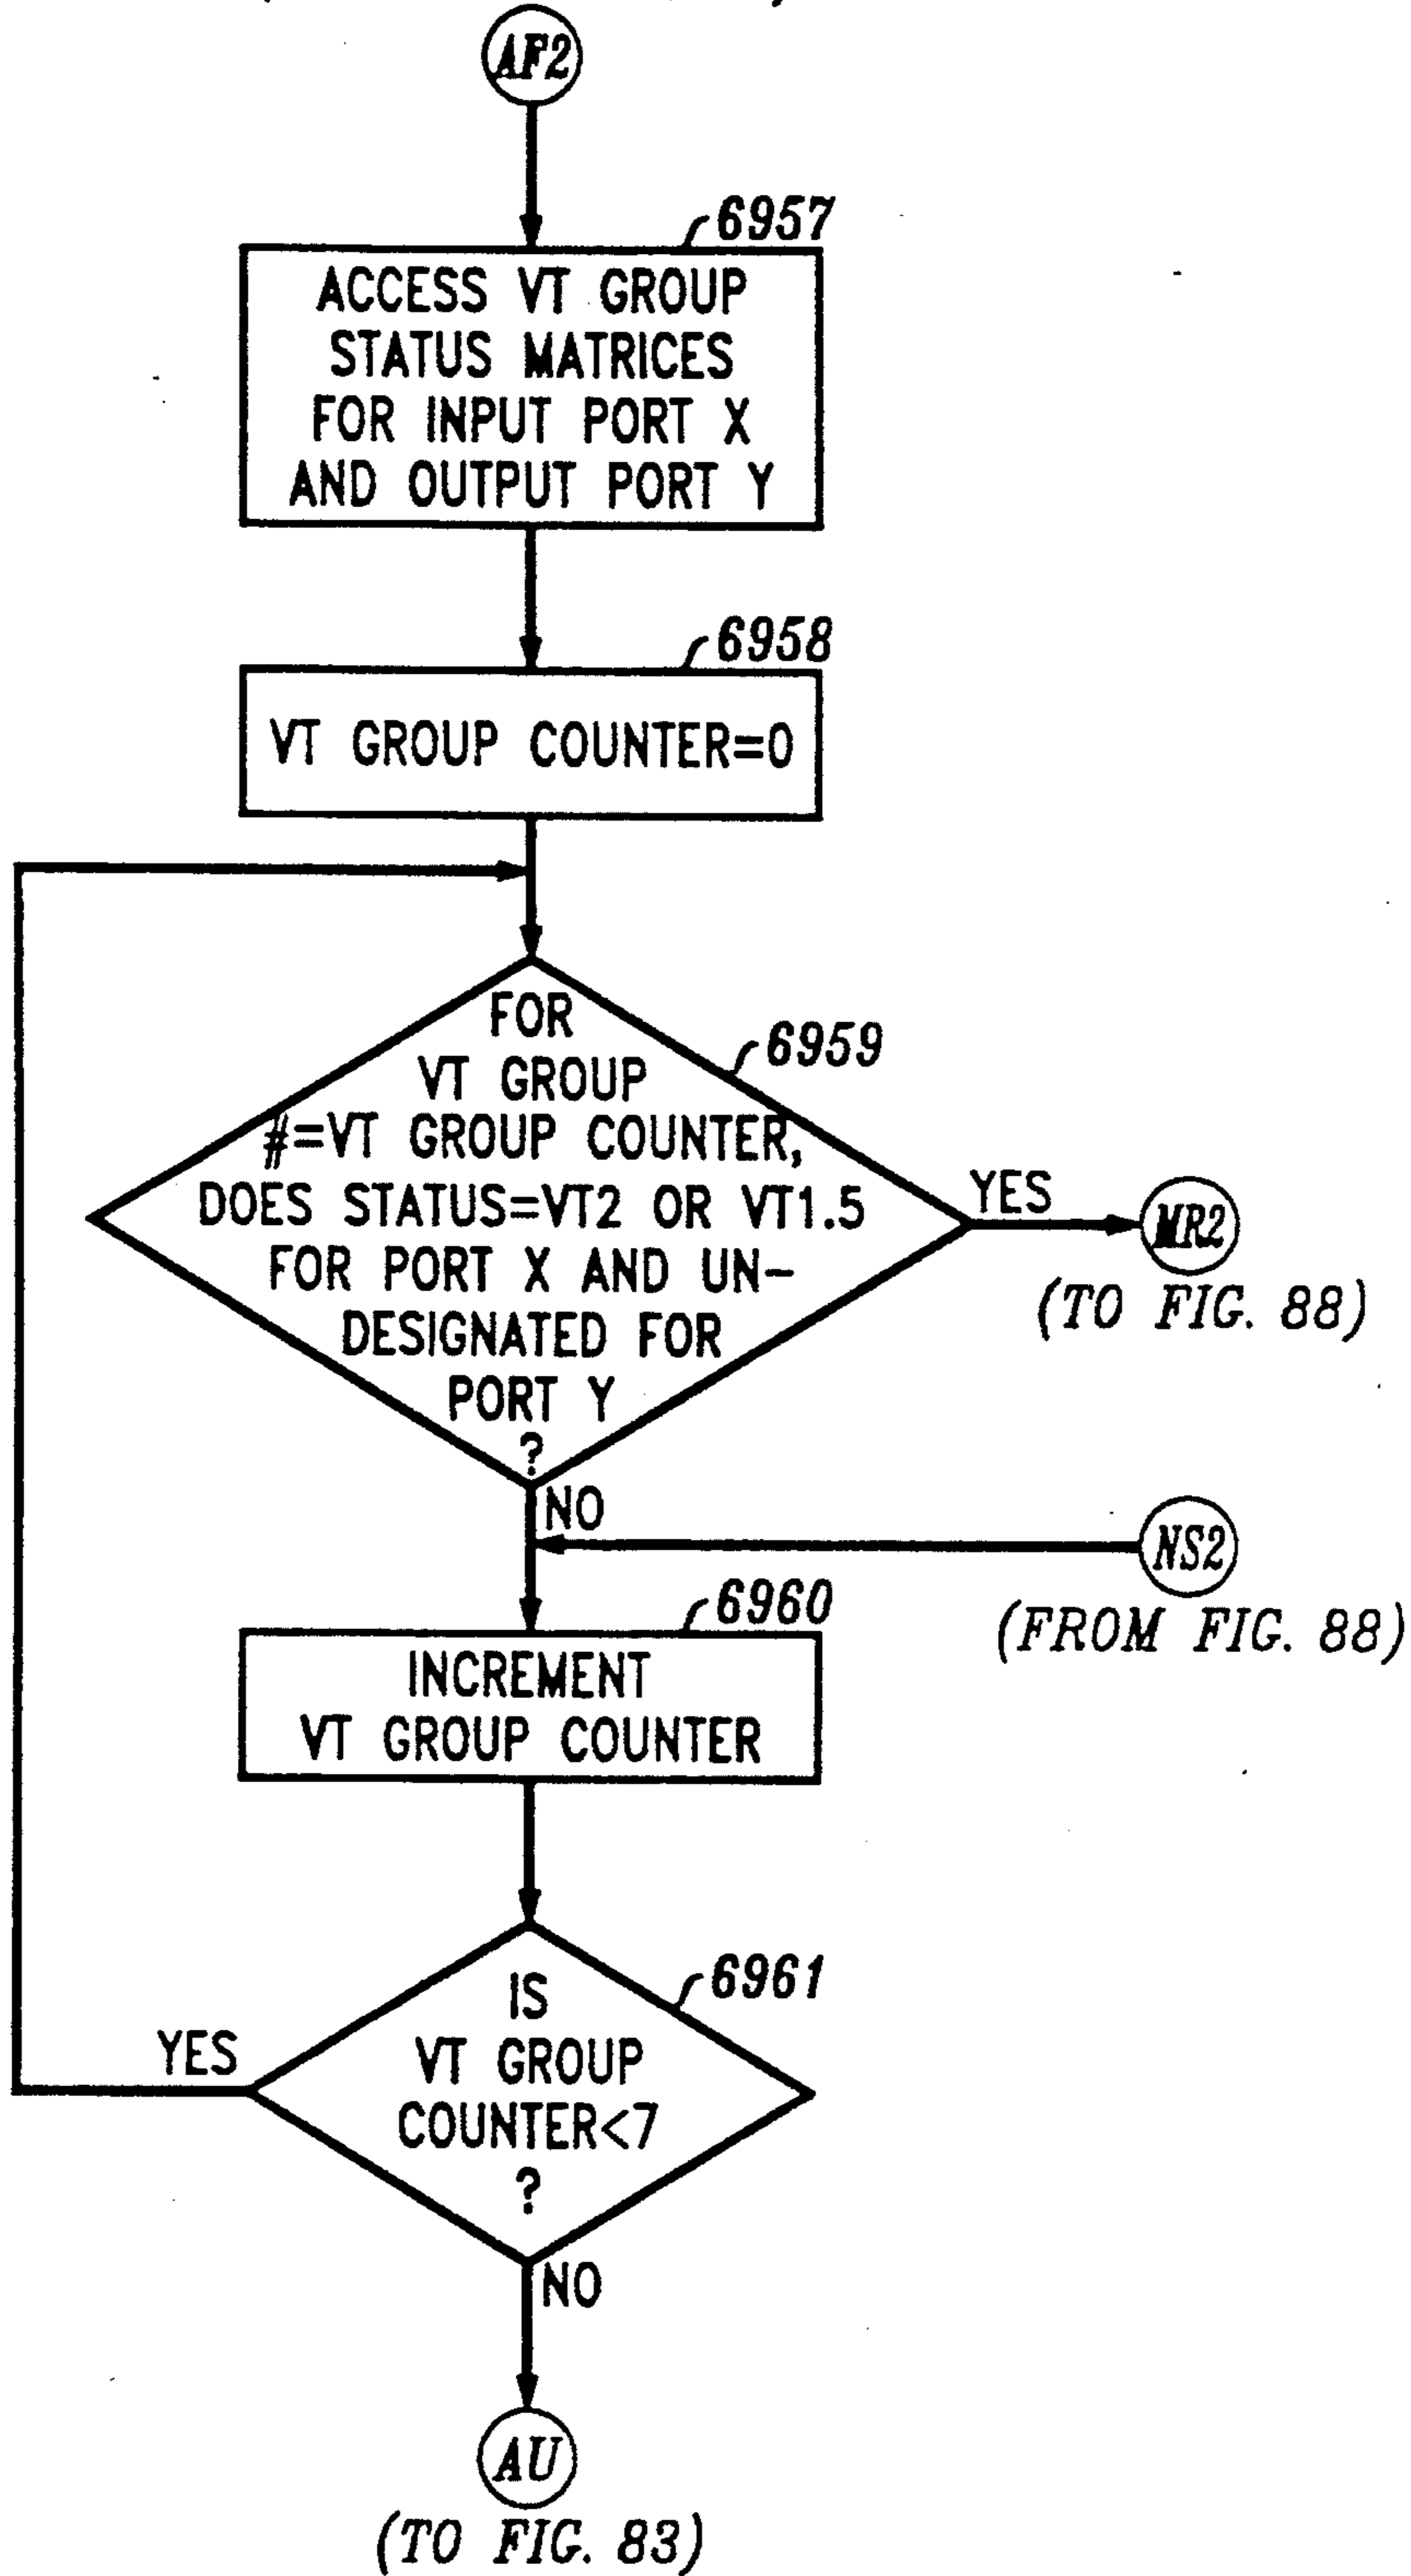 AF2
6957
ACCESS VT GROUP
STATUS MATRICES
FOR INPUT PORT X
AND OUTPUT PORT Y
6958
VT GROUP COUNTER=0
6959
FOR
VT GROUP
#=VT GROUP COUNTER,
DOES STATUS=VT2 OR VT1.5
FOR PORT X AND UN-
DESIGNATED FOR
PORT Y
?
YES
MR2
(TO FIG. 88)
NO
NS2
(FROM FIG. 88)
6960
INCREMENT
VT GROUP COUNTER
6961
IS
VT GROUP
COUNTER<7
?
YES
NO
AU
(TO FIG. 83)